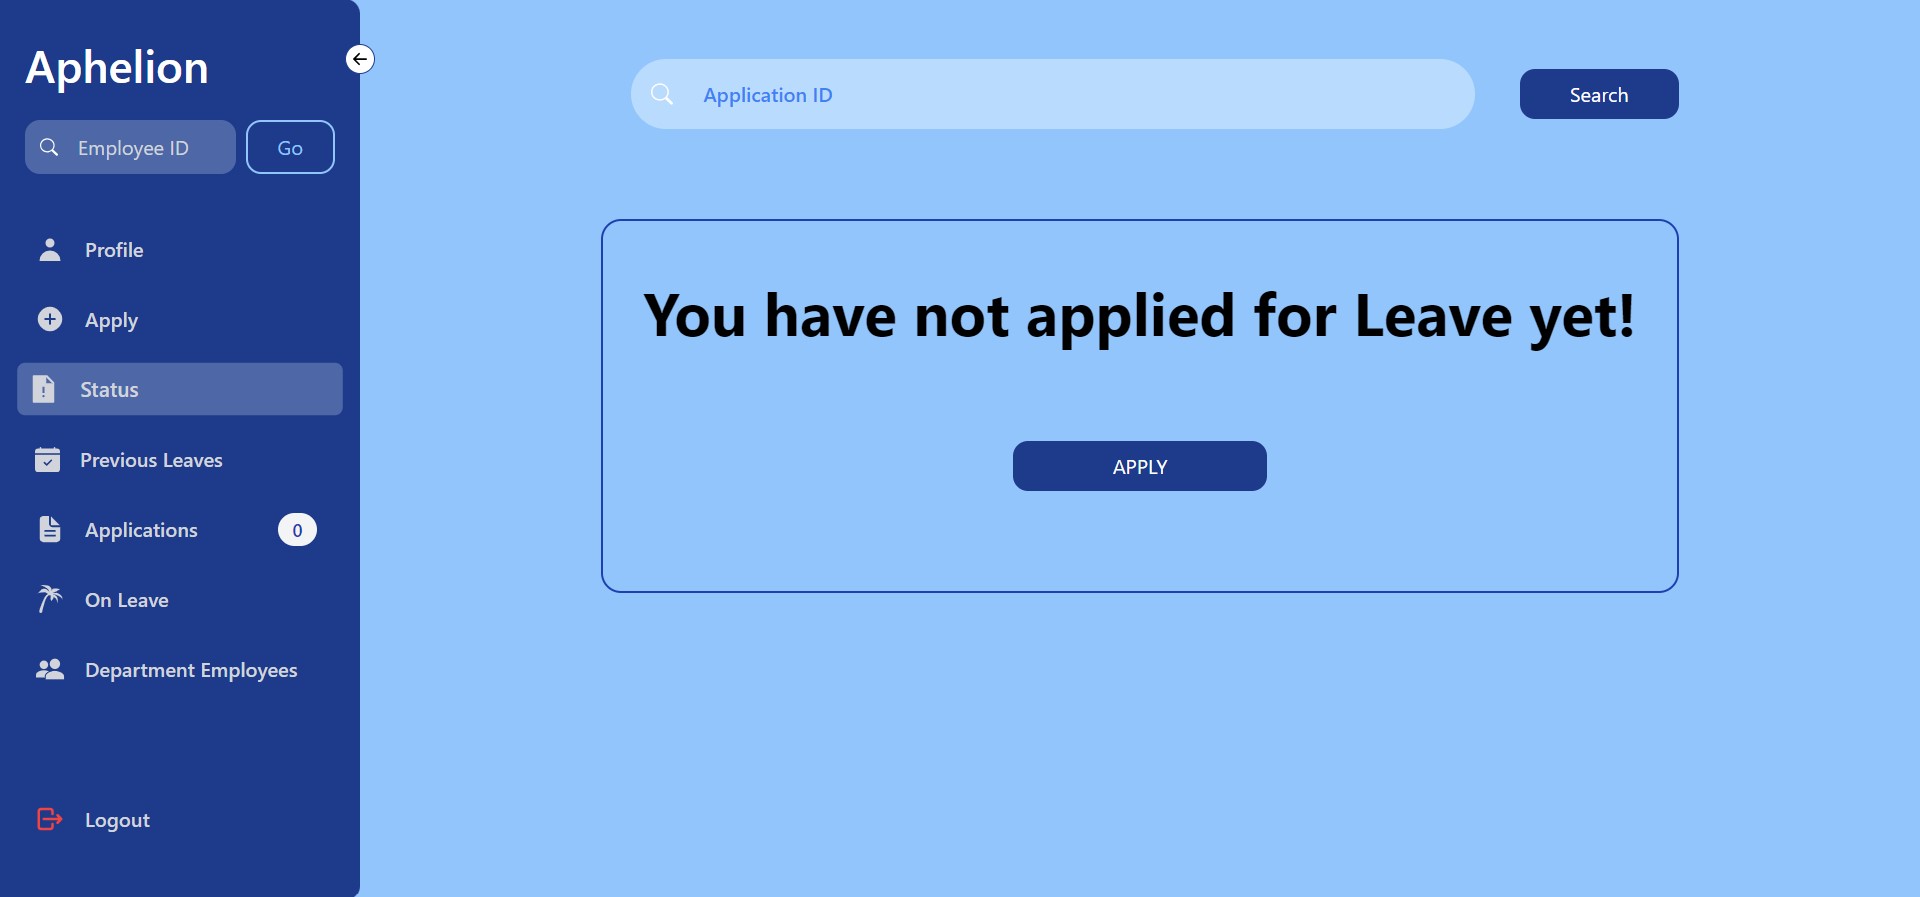 Aphelion
Employee ID
Go
Profile
Apply
Status
Previous Leaves
Applications
0
On Leave
Department Employees
Logout
Application ID
Search
You have not applied for Leave yet!
APPLY